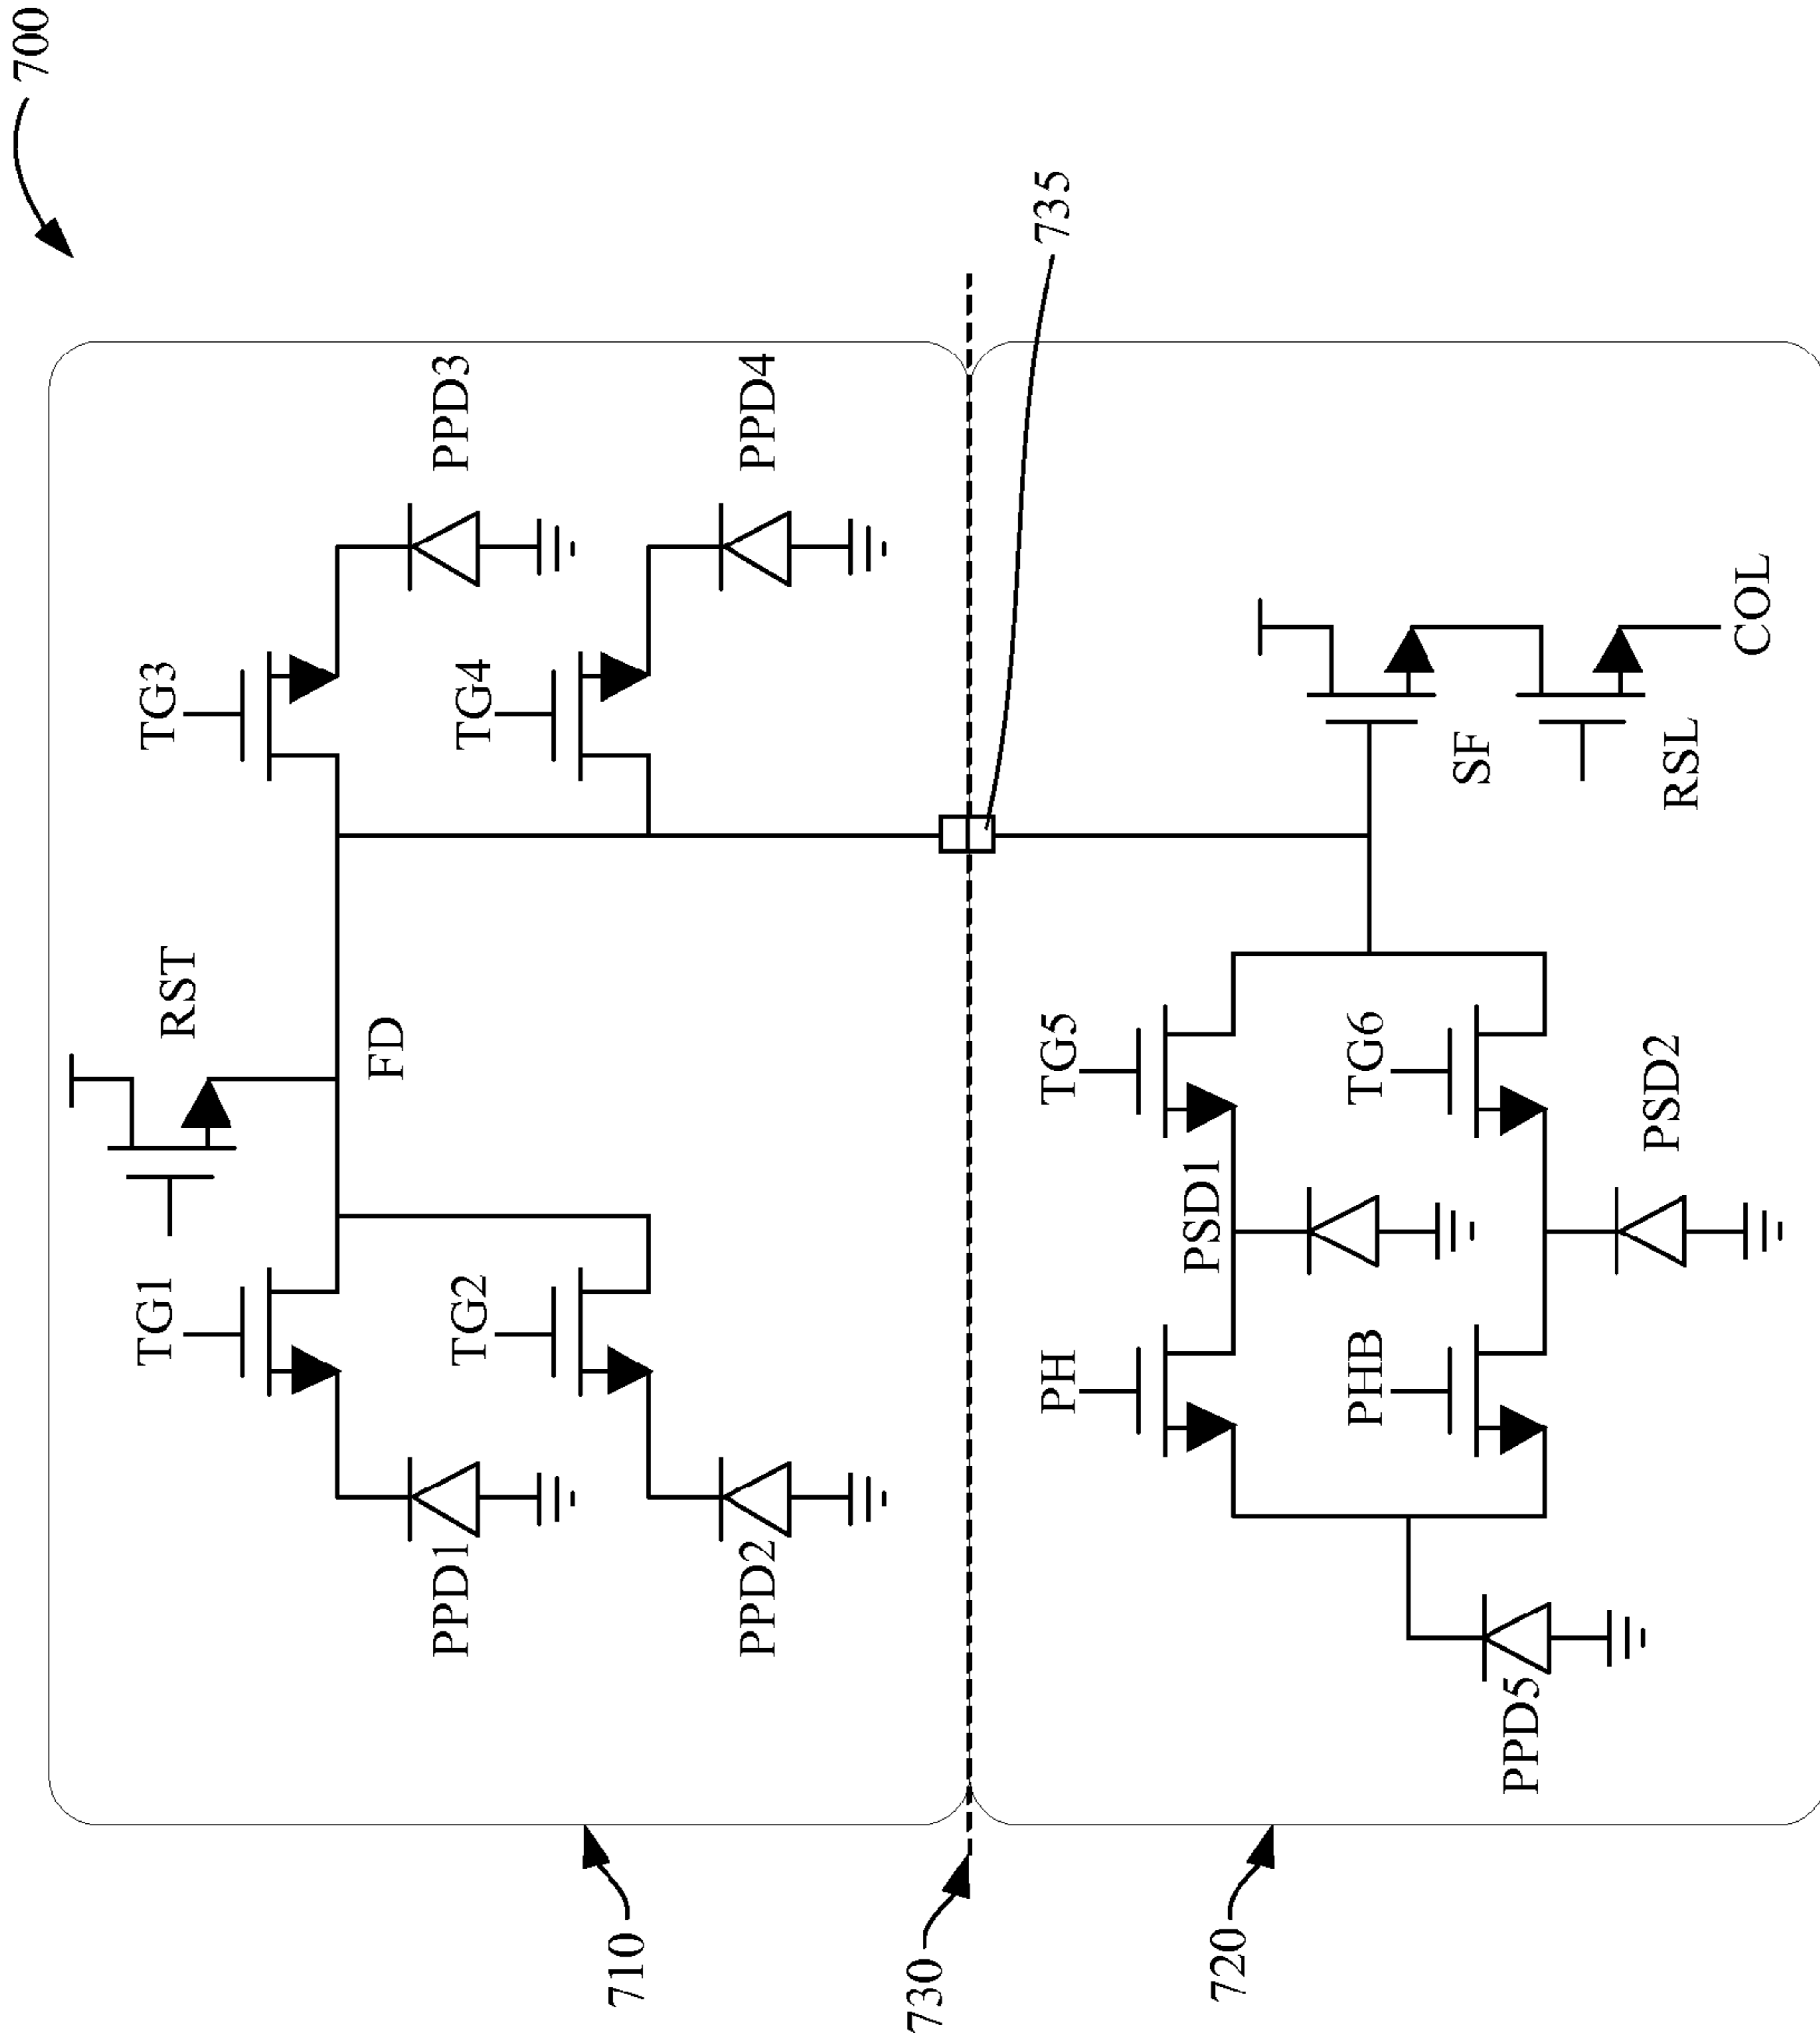 700
RST
TG1
TG3
FD
PPD1
PPD3
TG2
TG4
PPD2
PPD4
710
730
735
PH
TG5
PSD1
PHB
TG6
SF
PPD5
PSD2
RSL
COL
720